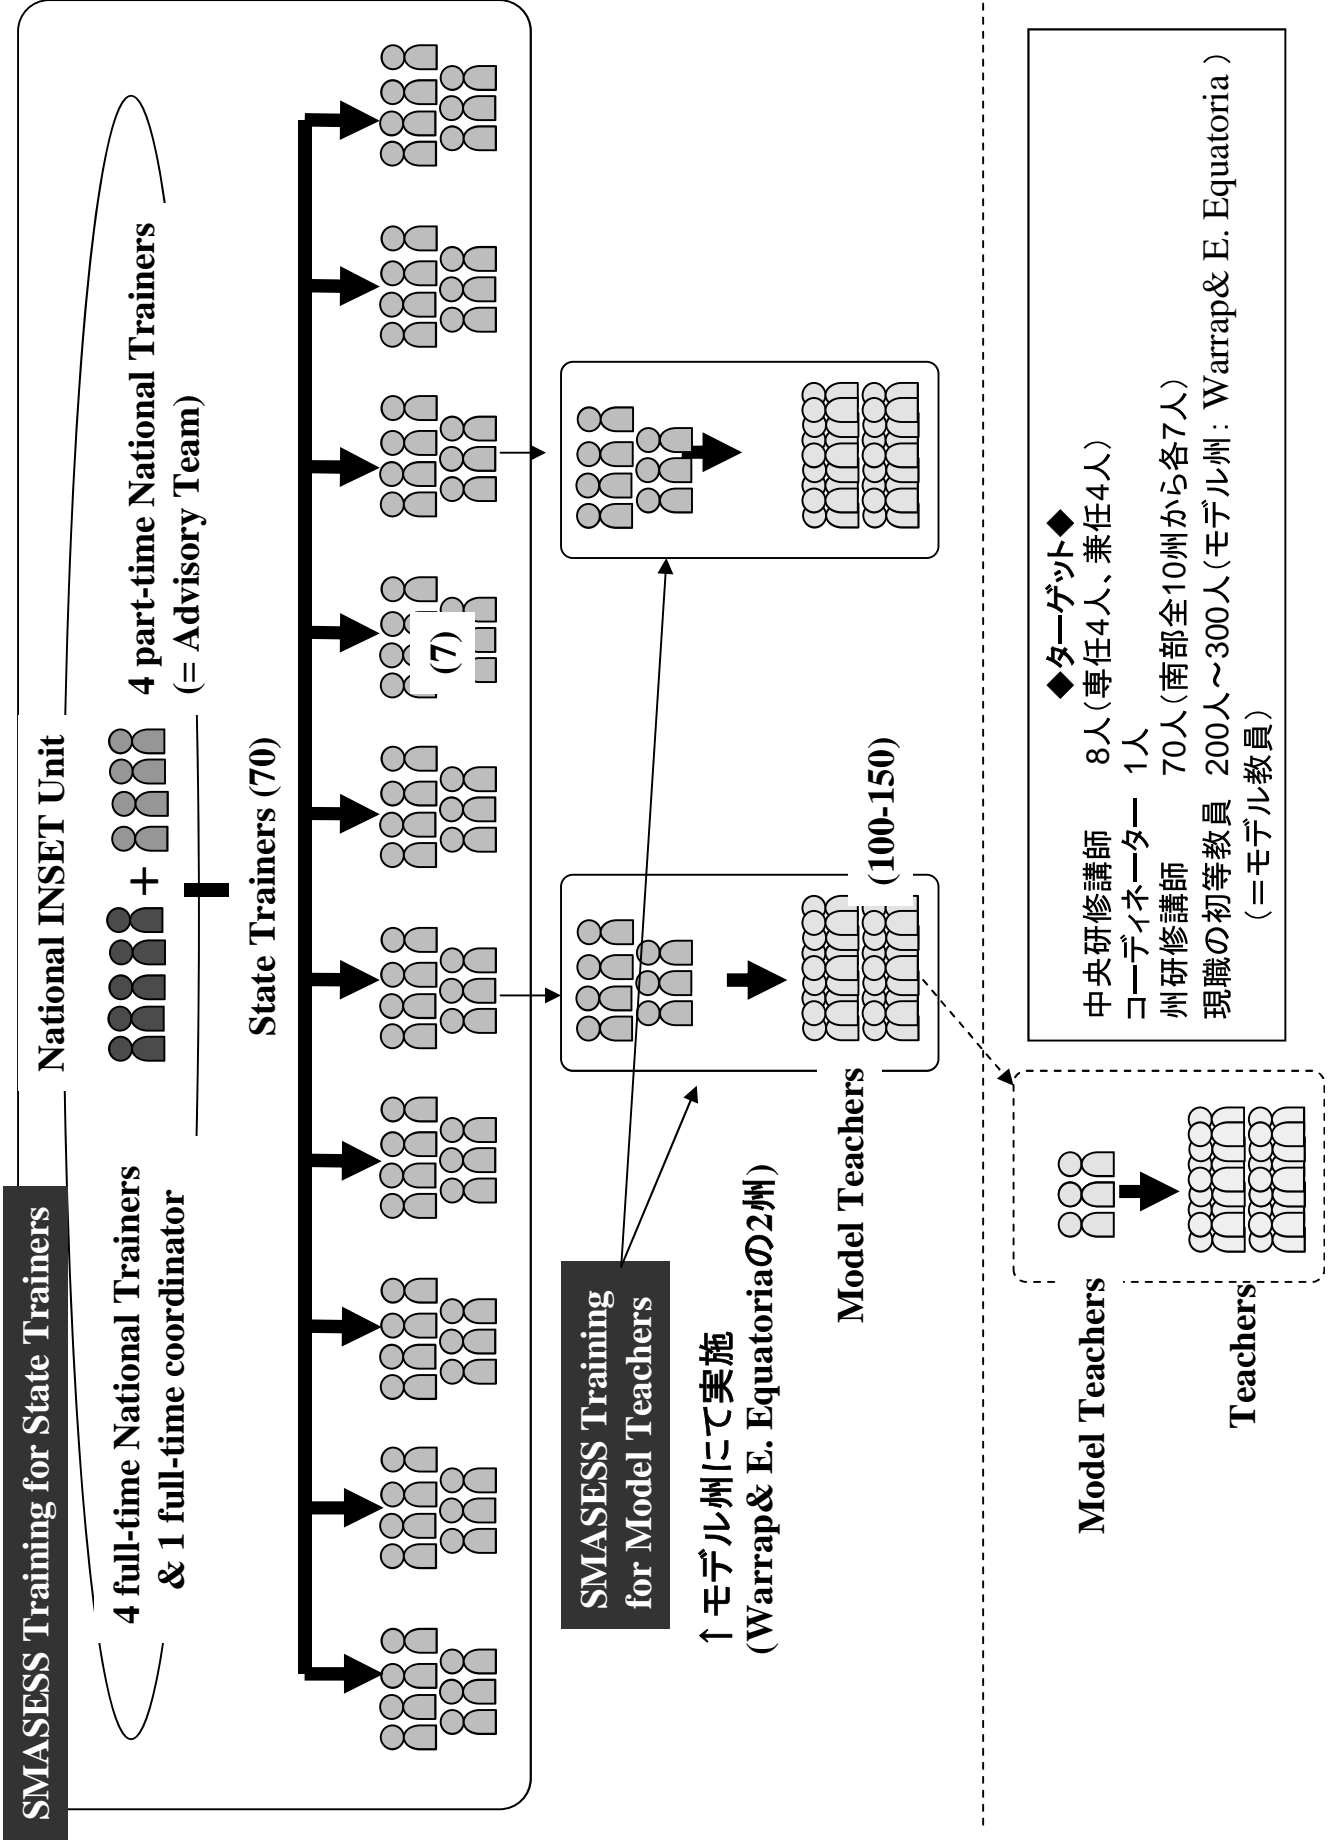 SMASESS Training for State Trainers
National INSET Unit
4 full-time National Trainers
& 1 full-time coordinator
+
4 part-time National Trainers
(= Advisory Team)
State Trainers (70)
(7)
SMASESS Training
for Model Teachers
↑モデル州にて実施
(Warrap& E. Equatoriaの2州)
Model Teachers
(100-150)
Model Teachers
Teachers
◆ターゲット◆
中央研修講師 8人(専任4人、兼任4人)
コーディネーター 1人
州研修講師 70人(南部全10州から各7人)
現職の初等教員 200人～300人(モデル州: Warrap& E. Equatoria )
(＝モデル教員)